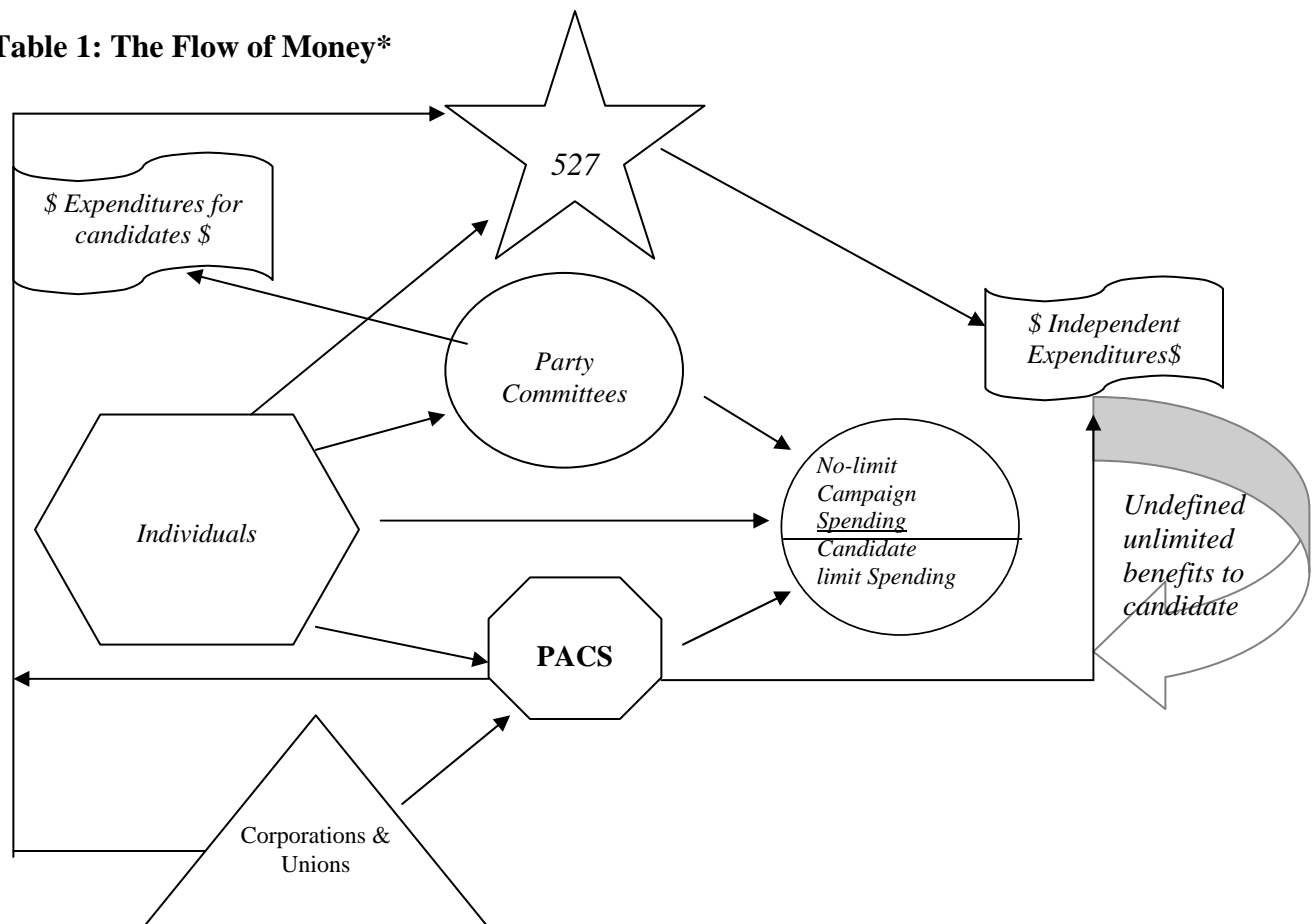 Table 1: The Flow of Money*
527
$ Expenditures for
candidates $
$ Independent
Expenditures$
Party
Committees
No-limit
Campaign
Spending
Candidate
limit Spending
Undefined
unlimited
benefits to
candidate
Individuals
PACS
Corporations &
Unions